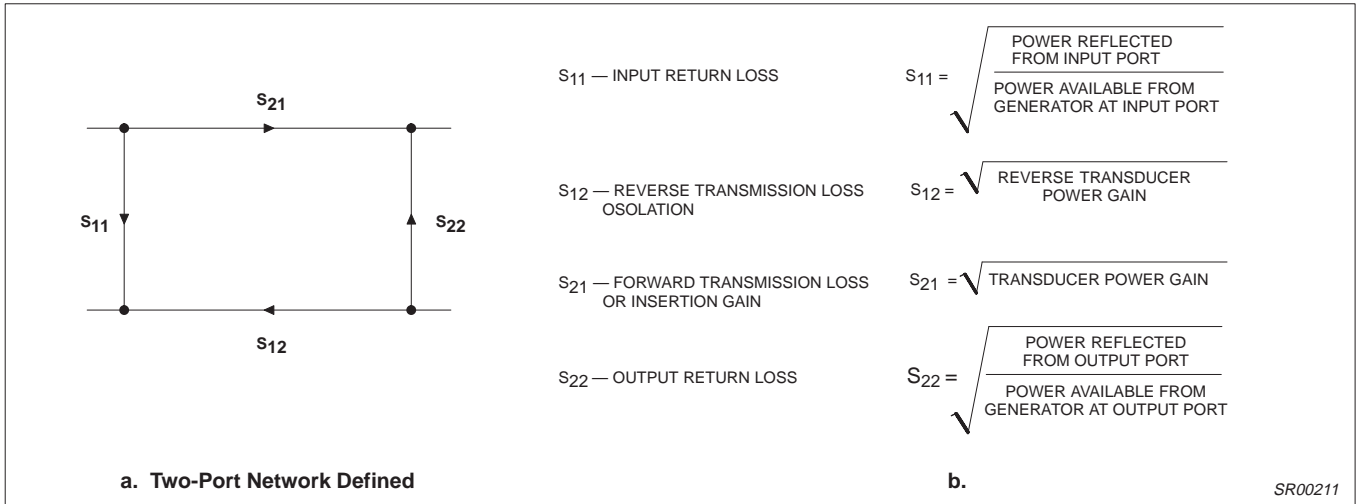 S21
S11
S22
S12
a. Two-Port Network Defined
S11 — INPUT RETURN LOSS
S12 — REVERSE TRANSMISSION LOSS
OSOLATION
S21 — FORWARD TRANSMISSION LOSS
OR INSERTION GAIN
S22 — OUTPUT RETURN LOSS
S11 = √
POWER REFLECTED
FROM INPUT PORT
POWER AVAILABLE FROM
GENERATOR AT INPUT PORT
S12 = √
REVERSE TRANSDUCER
POWER GAIN
S21 = √ TRANSDUCER POWER GAIN
S22 = √
POWER REFLECTED
FROM OUTPUT PORT
POWER AVAILABLE FROM
GENERATOR AT OUTPUT PORT
b.
SR00211